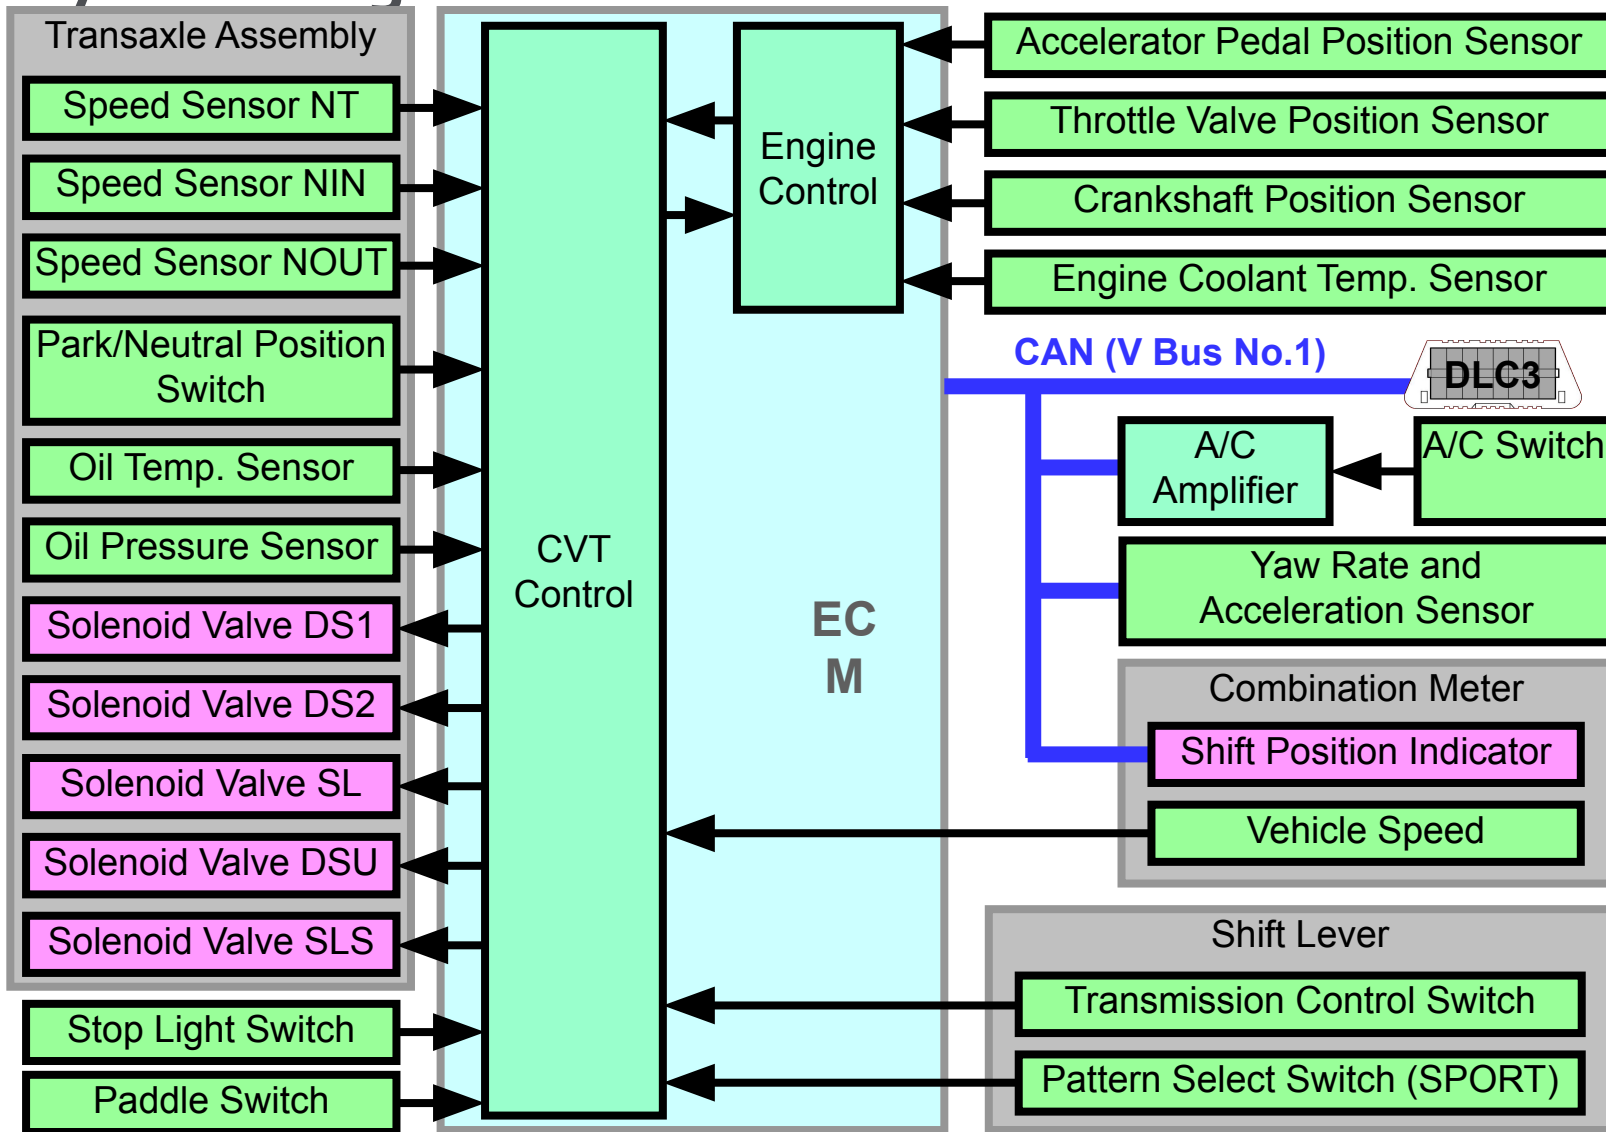 Transaxle Assembly
Speed Sensor NT
Speed Sensor NIN
Speed Sensor NOUT
Park/Neutral Position
Switch
Oil Temp. Sensor
Oil Pressure Sensor
Solenoid Valve DS1
Solenoid Valve DS2
Solenoid Valve SL
Solenoid Valve DSU
Solenoid Valve SLS
Stop Light Switch
Paddle Switch
CVT
Control
Engine
Control
EC
M
Accelerator Pedal Position Sensor
Throttle Valve Position Sensor
Crankshaft Position Sensor
Engine Coolant Temp. Sensor
CAN (V Bus No.1)
DLC3
A/C
Amplifier
A/C Switch
Yaw Rate and
Acceleration Sensor
Combination Meter
Shift Position Indicator
Vehicle Speed
Shift Lever
Transmission Control Switch
Pattern Select Switch (SPORT)